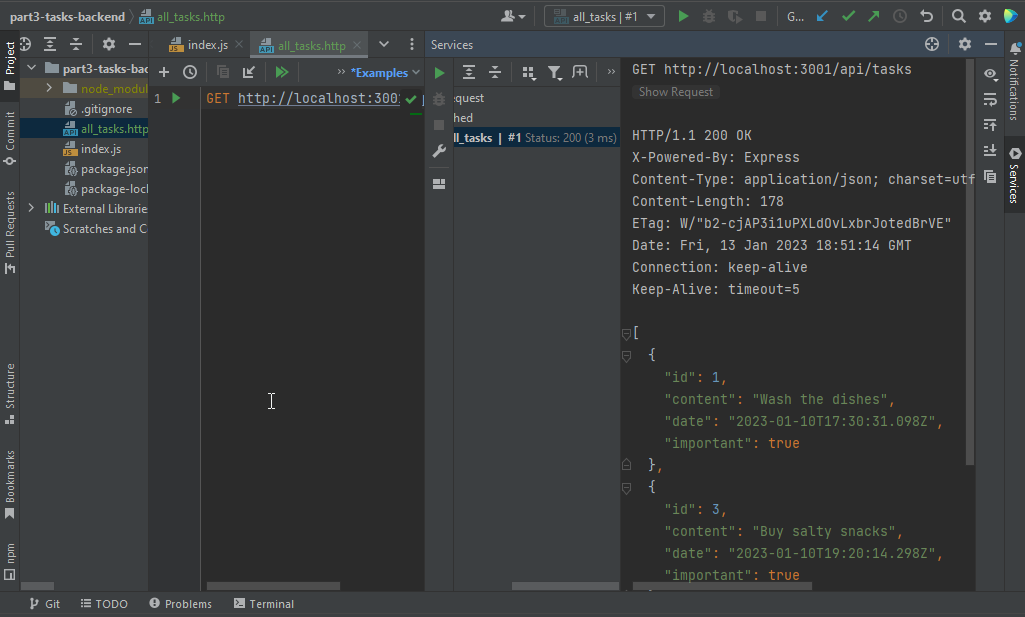 part3-tasks-backend
all_tasks.http
all_tasks | #1
G...
Project
Commit
Pull Requests
Structure
Bookmarks
npm
part3-tasks-bac
node_modul
.gitignore
all_tasks.http
index.js
package.json
package-lock
External Librarie
Scratches and C
index.js
all_tasks.http
*Examples
1
GET http://localhost:3001
Services
equest
hed
all_tasks | #1 Status: 200 (3 ms)
GET http://localhost:3001/api/tasks
Show Request
HTTP/1.1 200 OK
X-Powered-By: Express
Content-Type: application/json; charset=utf
Content-Length: 178
ETag: W/"b2-cjAP3i1uPXLdOvLxbrJotedBrVE"
Date: Fri, 13 Jan 2023 18:51:14 GMT
Connection: keep-alive
Keep-Alive: timeout=5
[
{
"id": 1,
"content": "Wash the dishes",
"date": "2023-01-10T17:30:31.098Z",
"important": true
},
{
"id": 3,
"content": "Buy salty snacks",
"date": "2023-01-10T19:20:14.298Z",
"important": true
Notifications
Services
Git
TODO
Problems
Terminal